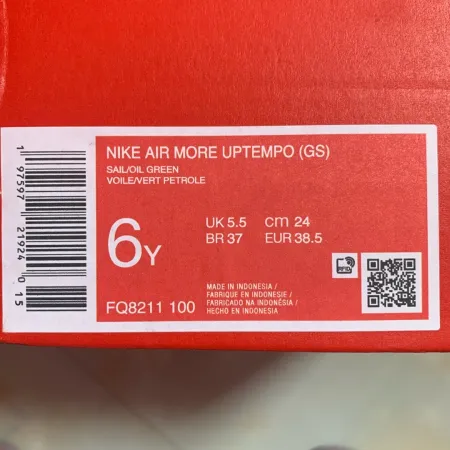 NIKE AIR MORE UPTEMPO (GS)
SAIL/OIL GREEN
VOILE/VERT PETROLE
6Y
UK 5.5 cm 24
BR 37 EUR 38.5
FQ8211 100
MADE IN INDONESIA /
FABRIQUE EN INDONESIE /
FABRICADO NA INDONÉSIA /
HECHO EN INDONESIA
RFID
1 97597 21924 0 15